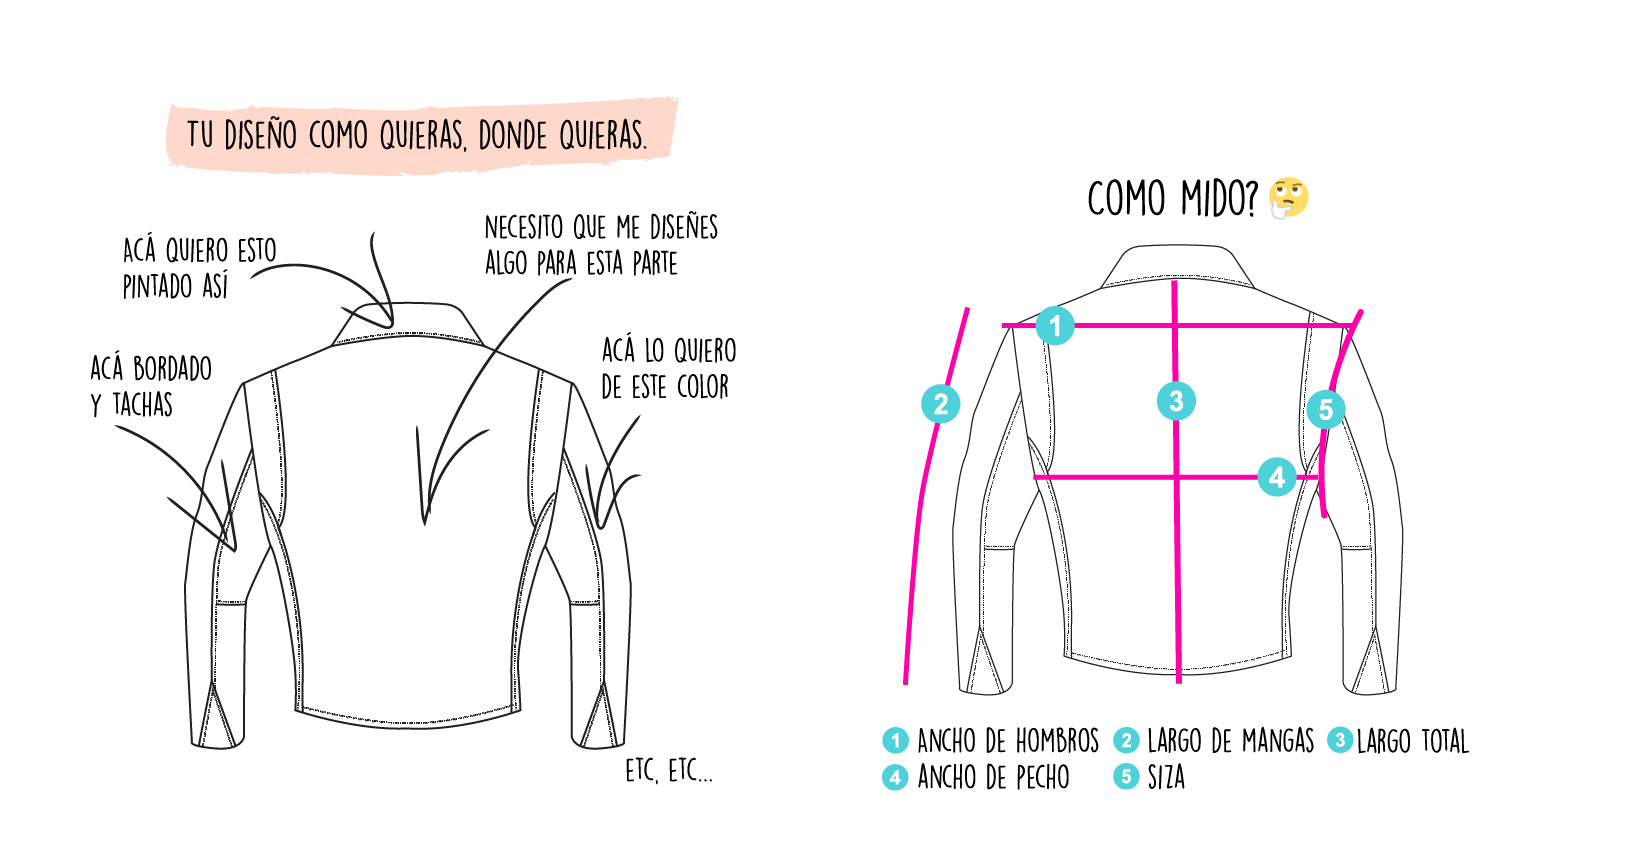 TU DISEÑO COMO QUIERAS, DONDE QUIERAS.
ACÁ QUIERO ESTO
PINTADO ASÍ
NECESITO QUE ME DISEÑES
ALGO PARA ESTA PARTE
ACÁ BORDADO
Y TACHAS
ACÁ LO QUIERO
DE ESTE COLOR
ETC, ETC...
COMO MIDO?
1
2
3
5
4
1 ANCHO DE HOMBROS 2 LARGO DE MANGAS 3 LARGO TOTAL
4 ANCHO DE PECHO 5 SIZA